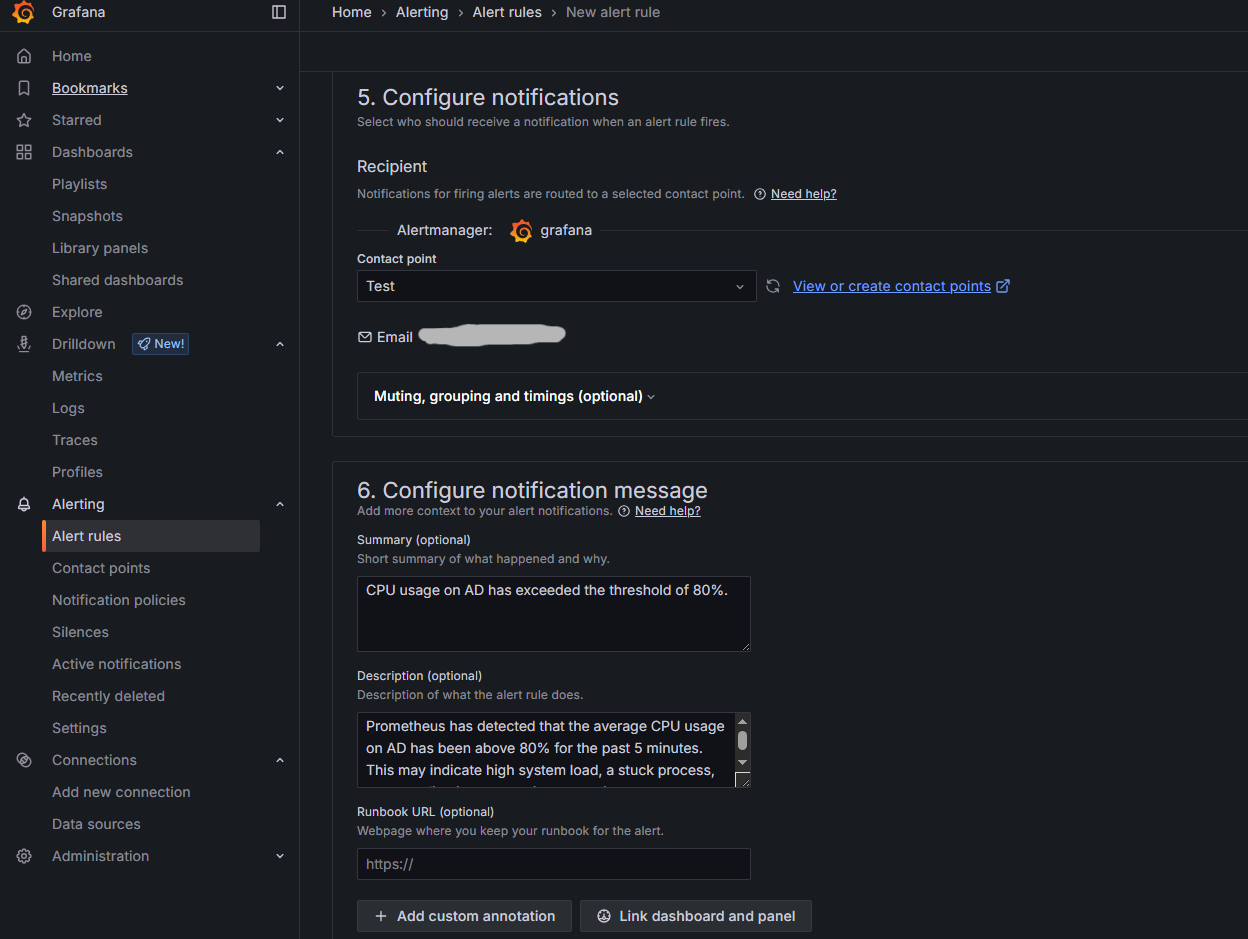 Grafana
Home › Alerting › Alert rules › New alert rule
Home
Bookmarks
Starred
Dashboards
Playlists
Snapshots
Library panels
Shared dashboards
Explore
Drilldown New!
Metrics
Logs
Traces
Profiles
Alerting
Alert rules
Contact points
Notification policies
Silences
Active notifications
Recently deleted
Settings
Connections
Add new connection
Data sources
Administration
5. Configure notifications
Select who should receive a notification when an alert rule fires.
Recipient
Notifications for firing alerts are routed to a selected contact point. Need help?
Alertmanager: grafana
Contact point
Test
View or create contact points
Email
Muting, grouping and timings (optional)
6. Configure notification message
Add more context to your alert notifications. Need help?
Summary (optional)
Short summary of what happened and why.
CPU usage on AD has exceeded the threshold of 80%.
Description (optional)
Description of what the alert rule does.
Prometheus has detected that the average CPU usage
on AD has been above 80% for the past 5 minutes.
This may indicate high system load, a stuck process,
Runbook URL (optional)
Webpage where you keep your runbook for the alert.
https://
+ Add custom annotation
Link dashboard and panel